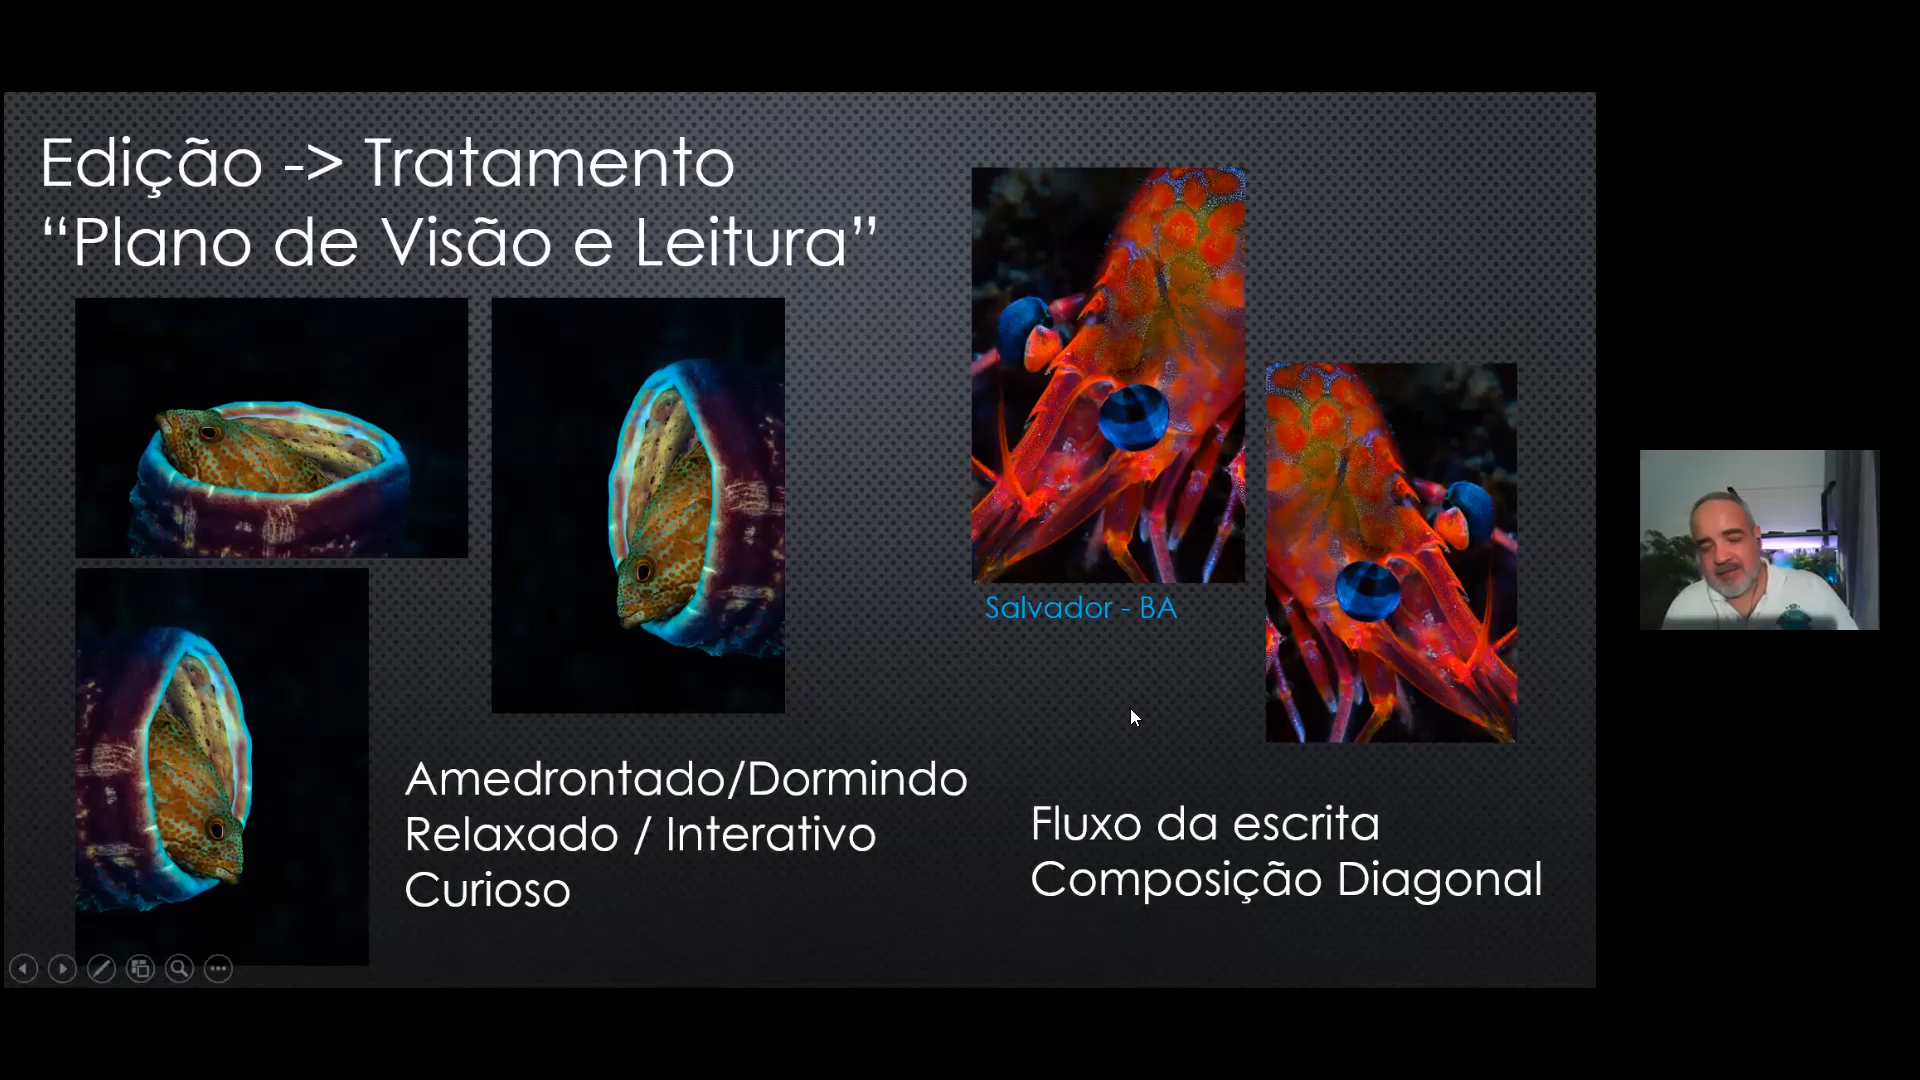 Edição -> Tratamento
“Plano de Visão e Leitura”
Salvador - BA
Amedrontado/Dormindo
Relaxado / Interativo
Curioso
Fluxo da escrita
Composição Diagonal